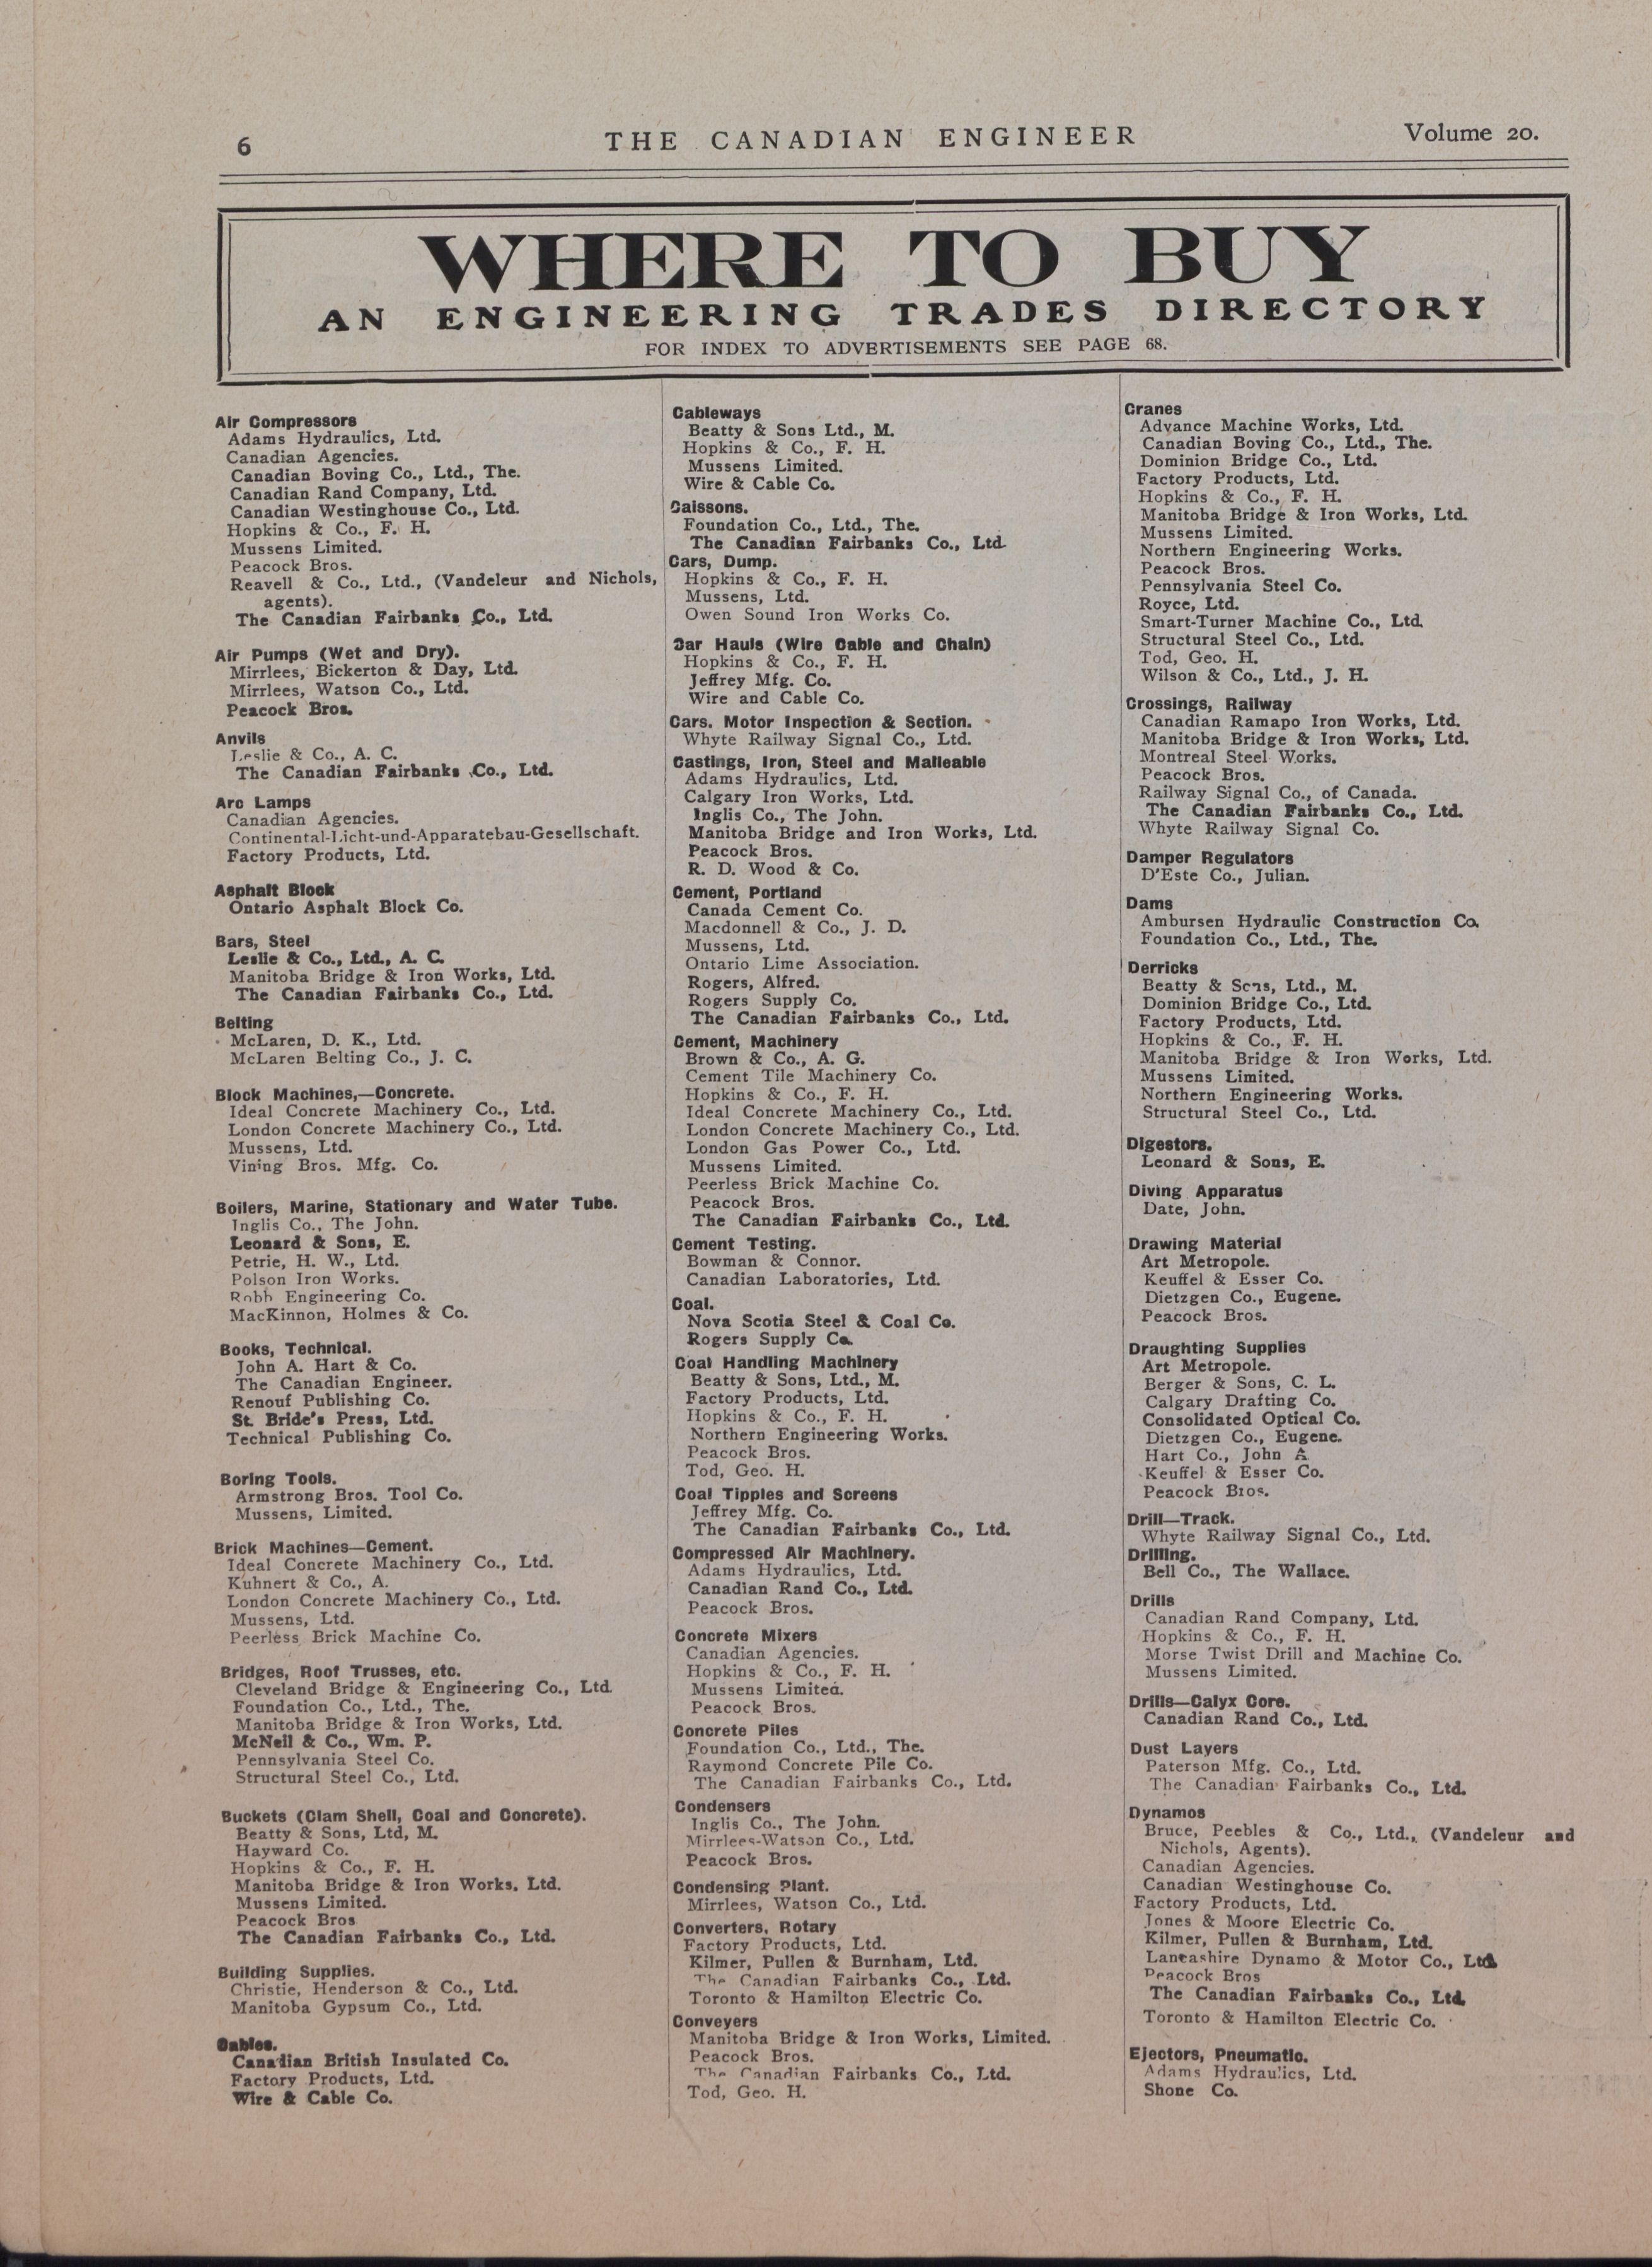 6
THE CANADIAN ENGINEER
Volume 20.
WHERE TO BUY
AN ENGINEERING TRADES DIRECTORY
FOR INDEX TO ADVERTISEMENTS SEE PAGE 68.
Air Compressors
Adams Hydraulics, Ltd.
Canadian Agencies.
Canadian Boving Co., Ltd., The.
Canadian Rand Company, Ltd.
Canadian Westinghouse Co., Ltd.
Hopkins & Co., F. H.
Mussens Limited.
Peacock Bros.
Reavell & Co., Ltd., (Vandeleur and Nichols,
agents).
The Canadian Fairbanks Co., Ltd.
Air Pumps (Wet and Dry).
Mirrlees, Bickerton & Day, Ltd.
Mirrlees, Watson Co., Ltd.
Peacock Bros.
Anvils
Leslie & Co., A. C.
The Canadian Fairbanks Co., Ltd.
Arc Lamps
Canadian Agencies.
Continental-Licht-und-Apparatebau-Gesellschaft.
Factory Products, Ltd.
Asphalt Block
Ontario Asphalt Block Co.
Bars, Steel
Leslie & Co., Ltd., A. C.
Manitoba Bridge & Iron Works, Ltd.
The Canadian Fairbanks Co., Ltd.
Belting
McLaren, D. K., Ltd.
McLaren Belting Co., J. C.
Block Machines,—Concrete.
Ideal Concrete Machinery Co., Ltd.
London Concrete Machinery Co., Ltd.
Mussens, Ltd.
Vining Bros. Mfg. Co.
Boilers, Marine, Stationary and Water Tube.
Inglis Co., The John.
Leonard & Sons, E.
Petrie, H. W., Ltd.
Polson Iron Works.
Robb Engineering Co.
MacKinnon, Holmes & Co.
Books, Technical.
John A. Hart & Co.
The Canadian Engineer.
Renouf Publishing Co.
St. Bride's Press, Ltd.
Technical Publishing Co.
Boring Tools.
Armstrong Bros. Tool Co.
Mussens, Limited.
Brick Machines—Cement.
Ideal Concrete Machinery Co., Ltd.
Kuhnert & Co., A.
London Concrete Machinery Co., Ltd.
Mussens, Ltd.
Peerless Brick Machine Co.
Bridges, Roof Trusses, etc.
Cleveland Bridge & Engineering Co., Ltd.
Foundation Co., Ltd., The.
Manitoba Bridge & Iron Works, Ltd.
McNeil & Co., Wm. P.
Pennsylvania Steel Co.
Structural Steel Co., Ltd.
Buckets (Clam Shell, Coal and Concrete).
Beatty & Sons, Ltd, M.
Hayward Co.
Hopkins & Co., F. H.
Manitoba Bridge & Iron Works, Ltd.
Mussens Limited.
Peacock Bros
The Canadian Fairbanks Co., Ltd.
Building Supplies.
Christie, Henderson & Co., Ltd.
Manitoba Gypsum Co., Ltd.
Cables.
Canadian British Insulated Co.
Factory Products, Ltd.
Wire & Cable Co.
Cableways
Beatty & Sons Ltd., M.
Hopkins & Co., F. H.
Mussens Limited.
Wire & Cable Co.
Caissons.
Foundation Co., Ltd., The.
The Canadian Fairbanks Co., Ltd.
Cars, Dump.
Hopkins & Co., F. H.
Mussens, Ltd.
Owen Sound Iron Works Co.
Car Hauls (Wire Cable and Chain)
Hopkins & Co., F. H.
Jeffrey Mfg. Co.
Wire and Cable Co.
Cars. Motor Inspection & Section.
Whyte Railway Signal Co., Ltd.
Castings, Iron, Steel and Malleable
Adams Hydraulics, Ltd.
Calgary Iron Works, Ltd.
Inglis Co., The John.
Manitoba Bridge and Iron Works, Ltd.
Peacock Bros.
R. D. Wood & Co.
Cement, Portland
Canada Cement Co.
Macdonnell & Co., J. D.
Mussens, Ltd.
Ontario Lime Association.
Rogers, Alfred.
Rogers Supply Co.
The Canadian Fairbanks Co., Ltd.
Cement, Machinery
Brown & Co., A. G.
Cement Tile Machinery Co.
Hopkins & Co., F. H.
Ideal Concrete Machinery Co., Ltd.
London Concrete Machinery Co., Ltd.
London Gas Power Co., Ltd.
Mussens Limited.
Peerless Brick Machine Co.
Peacock Bros.
The Canadian Fairbanks Co., Ltd.
Cement Testing.
Bowman & Connor.
Canadian Laboratories, Ltd.
Coal.
Nova Scotia Steel & Coal Co.
Rogers Supply Co.
Coal Handling Machinery
Beatty & Sons, Ltd., M.
Factory Products, Ltd.
Hopkins & Co., F. H.
Northern Engineering Works.
Peacock Bros.
Tod, Geo. H.
Coal Tipples and Screens
Jeffrey Mfg. Co.
The Canadian Fairbanks Co., Ltd.
Compressed Air Machinery.
Adams Hydraulics, Ltd.
Canadian Rand Co., Ltd.
Peacock Bros.
Concrete Mixers
Canadian Agencies.
Hopkins & Co., F. H.
Mussens Limited.
Peacock Bros.
Concrete Piles
Foundation Co., Ltd., The.
Raymond Concrete Pile Co.
The Canadian Fairbanks Co., Ltd.
Condensers
Inglis Co., The John.
Mirrlees-Watson Co., Ltd.
Peacock Bros.
Condensing Plant.
Mirrlees, Watson Co., Ltd.
Converters, Rotary
Factory Products, Ltd.
Kilmer, Pullen & Burnham, Ltd.
The Canadian Fairbanks Co., Ltd.
Toronto & Hamilton Electric Co.
Conveyers
Manitoba Bridge & Iron Works, Limited.
Peacock Bros.
The Canadian Fairbanks Co., Ltd.
Tod, Geo. H.
Cranes
Advance Machine Works, Ltd.
Canadian Boving Co., Ltd., The.
Dominion Bridge Co., Ltd.
Factory Products, Ltd.
Hopkins & Co., F. H.
Manitoba Bridge & Iron Works, Ltd.
Mussens Limited.
Northern Engineering Works.
Peacock Bros.
Pennsylvania Steel Co.
Royce, Ltd.
Smart-Turner Machine Co., Ltd.
Structural Steel Co., Ltd.
Tod, Geo. H.
Wilson & Co., Ltd., J. H.
Crossings, Railway
Canadian Ramapo Iron Works, Ltd.
Manitoba Bridge & Iron Works, Ltd.
Montreal Steel Works.
Peacock Bros.
Railway Signal Co., of Canada.
The Canadian Fairbanks Co., Ltd.
Whyte Railway Signal Co.
Damper Regulators
D'Este Co., Julian.
Dams
Ambursen Hydraulic Construction Co.
Foundation Co., Ltd., The.
Derricks
Beatty & Sons, Ltd., M.
Dominion Bridge Co., Ltd.
Factory Products, Ltd.
Hopkins & Co., F. H.
Manitoba Bridge & Iron Works, Ltd.
Mussens Limited.
Northern Engineering Works.
Structural Steel Co., Ltd.
Digestors.
Leonard & Sons, E.
Diving Apparatus
Date, John.
Drawing Material
Art Metropole.
Keuffel & Esser Co.
Dietzgen Co., Eugene.
Peacock Bros.
Draughting Supplies
Art Metropole.
Berger & Sons, C. L.
Calgary Drafting Co.
Consolidated Optical Co.
Dietzgen Co., Eugene.
Hart Co., John A
Keuffel & Esser Co.
Peacock Bros.
Drill—Track.
Whyte Railway Signal Co., Ltd.
Drilling.
Bell Co., The Wallace.
Drills
Canadian Rand Company, Ltd.
Hopkins & Co., F. H.
Morse Twist Drill and Machine Co.
Mussens Limited.
Drills—Calyx Core.
Canadian Rand Co., Ltd.
Dust Layers
Paterson Mfg. Co., Ltd.
The Canadian Fairbanks Co., Ltd.
Dynamos
Bruce, Peebles & Co., Ltd., (Vandeleur and
Nichols, Agents).
Canadian Agencies.
Canadian Westinghouse Co.
Factory Products, Ltd.
Jones & Moore Electric Co.
Kilmer, Pullen & Burnham, Ltd.
Lancashire Dynamo & Motor Co., Ltd.
Peacock Bros
The Canadian Fairbanks Co., Ltd.
Toronto & Hamilton Electric Co.
Ejectors, Pneumatic.
Adams Hydraulics, Ltd.
Shone Co.